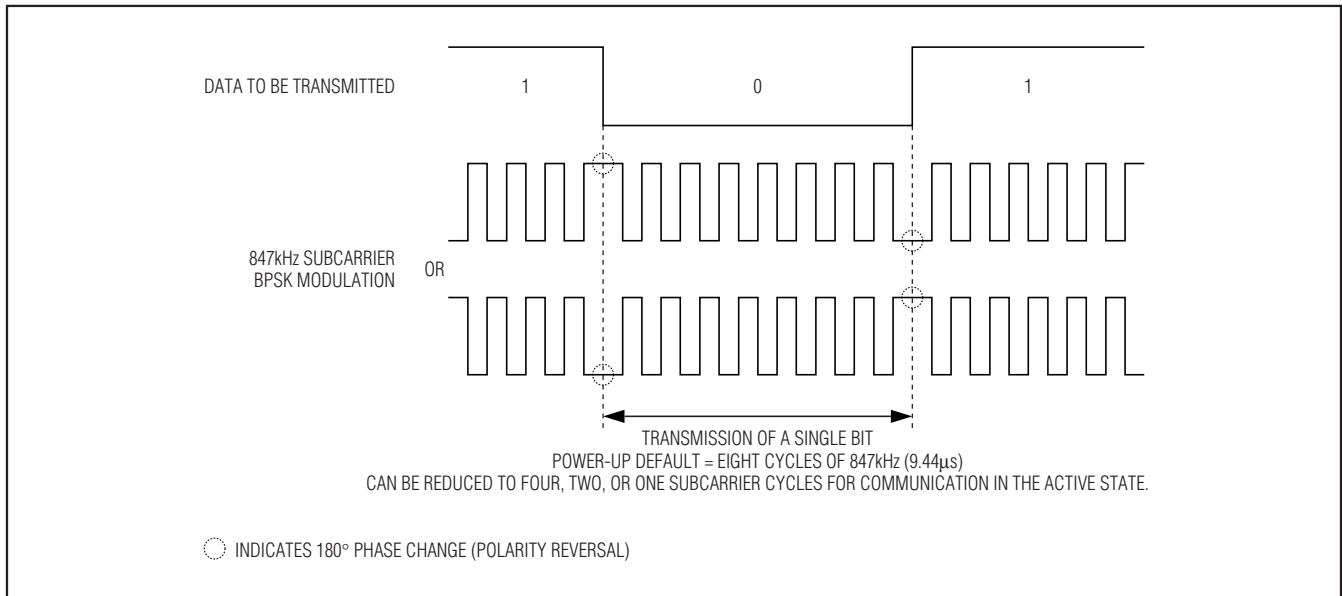 DATA TO BE TRANSMITTED
1
0
1
847kHz SUBCARRIER
BPSK MODULATION
OR
TRANSMISSION OF A SINGLE BIT
POWER-UP DEFAULT = EIGHT CYCLES OF 847kHz (9.44μs)
CAN BE REDUCED TO FOUR, TWO, OR ONE SUBCARRIER CYCLES FOR COMMUNICATION IN THE ACTIVE STATE.
INDICATES 180° PHASE CHANGE (POLARITY REVERSAL)